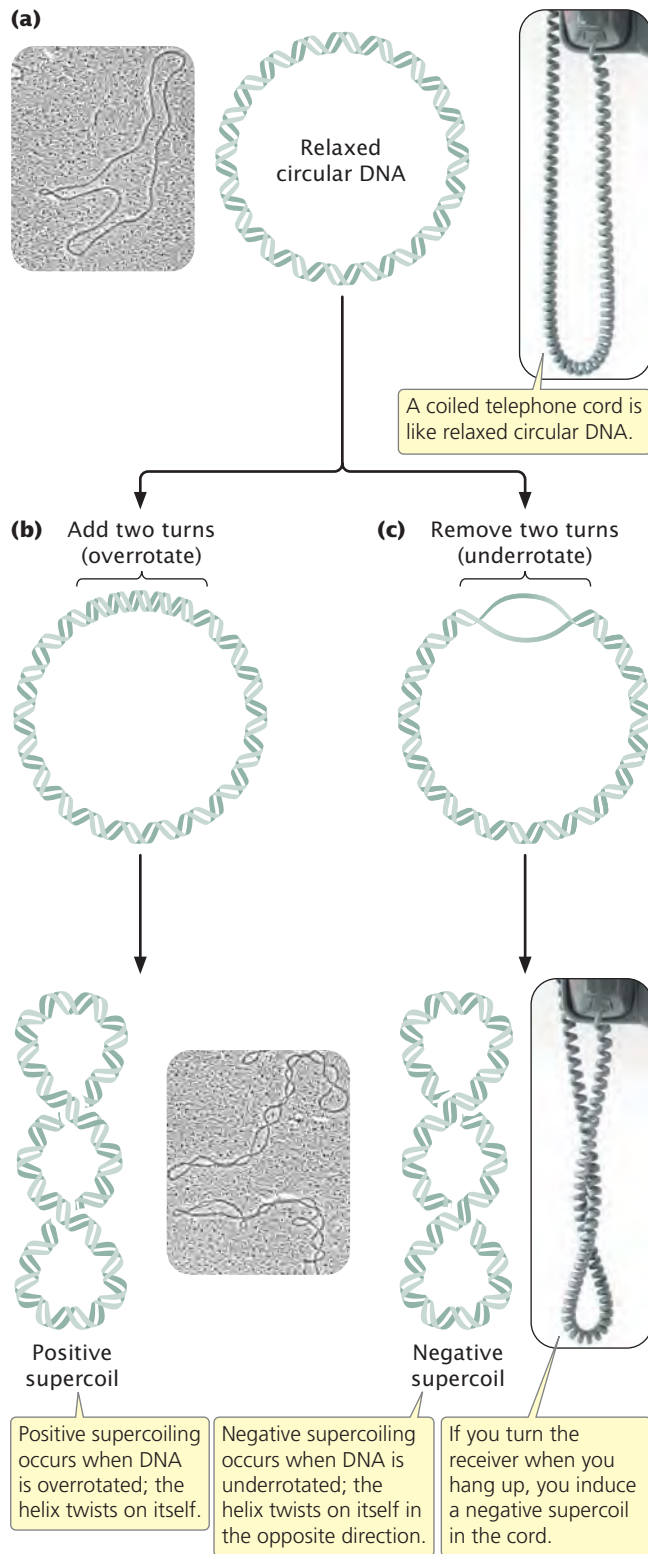 (a)
Relaxed
circular DNA
A coiled telephone cord is
like relaxed circular DNA.
(b) Add two turns
(overrotate)
(c) Remove two turns
(underrotate)
Positive
supercoil
Negative
supercoil
Positive supercoiling
occurs when DNA
is overrotated; the
helix twists on itself.
Negative supercoiling
occurs when DNA is
underrotated; the
helix twists on itself in
the opposite direction.
If you turn the
receiver when you
hang up, you induce
a negative supercoil
in the cord.